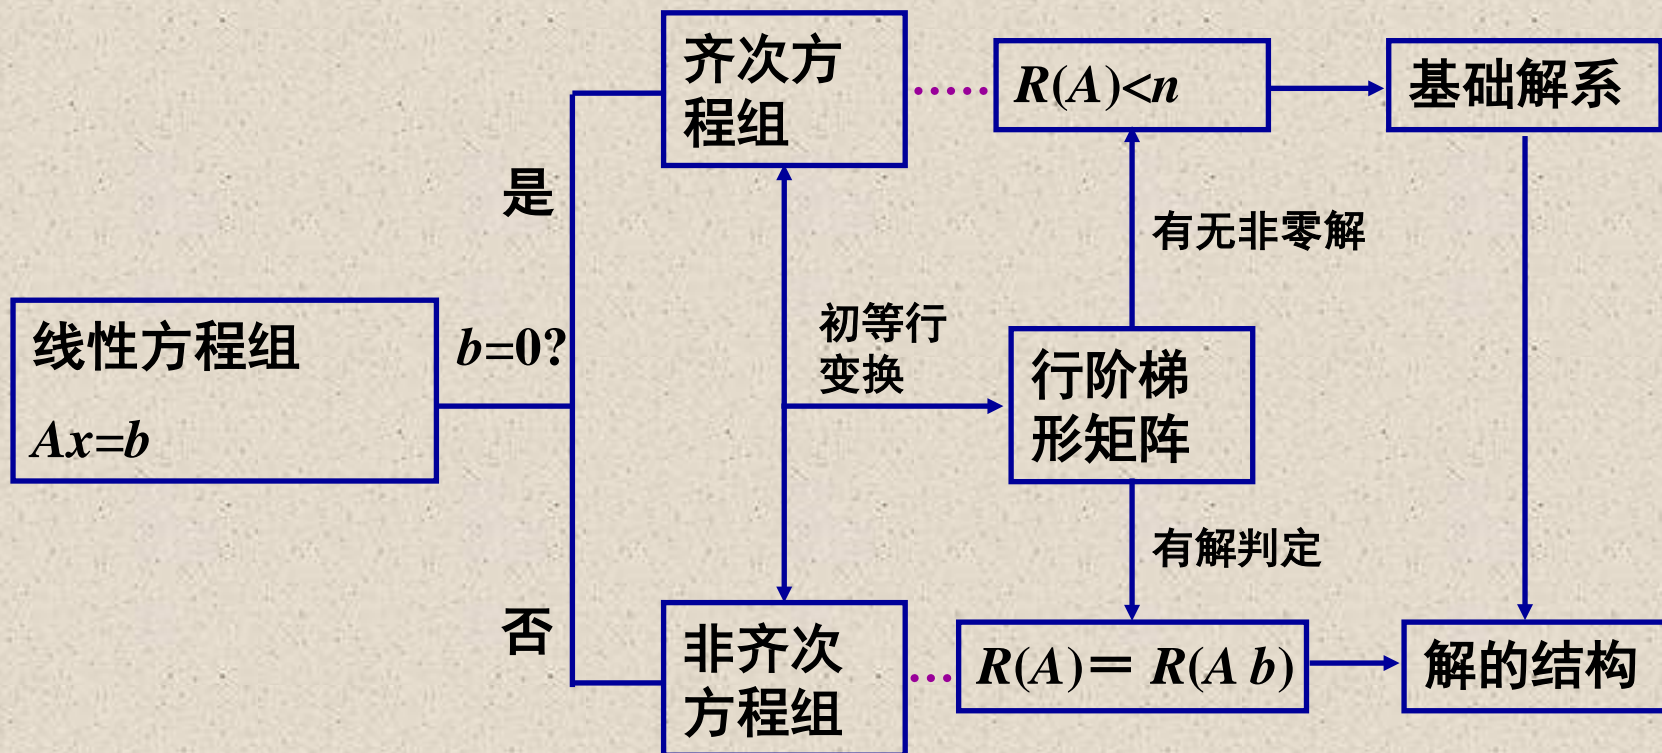 齐次方
程组
R(A)<n
基础解系
是
有无非零解
线性方程组
Ax=b
b=0?
初等行
变换
行阶梯
形矩阵
有解判定
否
非齐次
方程组
R(A)= R(A b)
解的结构